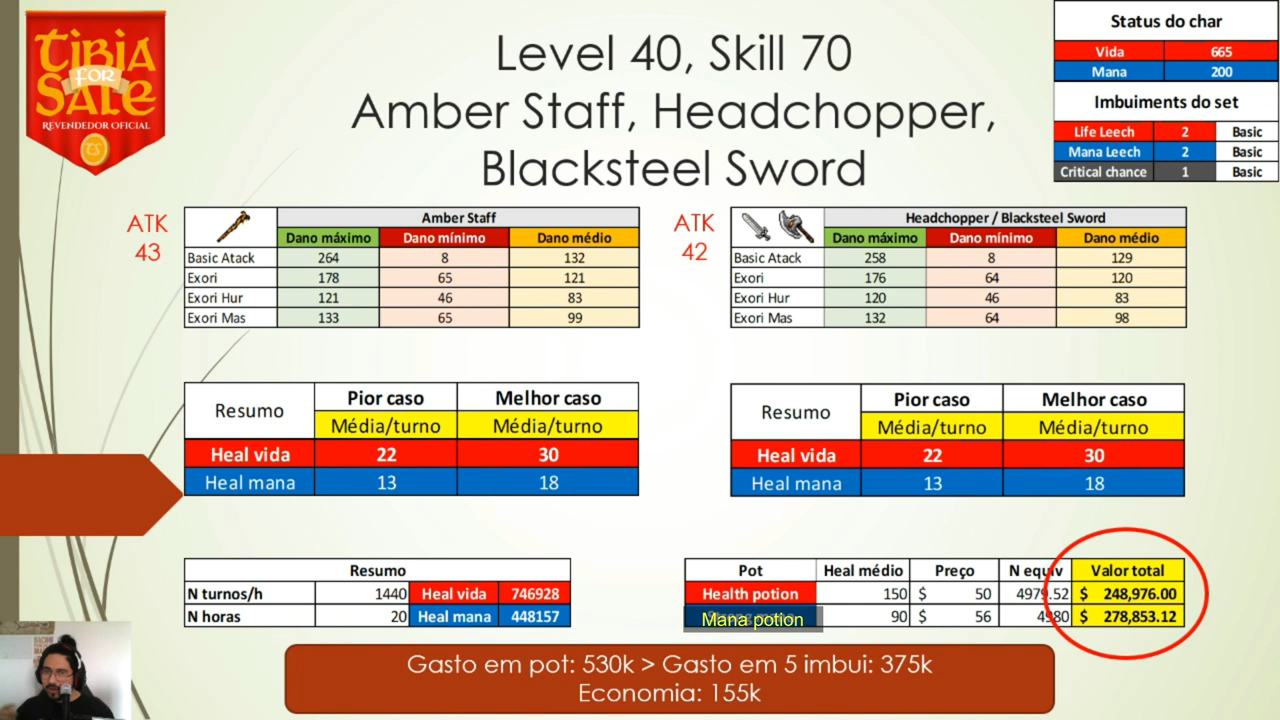 TIBIA
FOR
SALE
REVENDEDOR OFICIAL
Level 40, Skill 70
Amber Staff, Headchopper,
Blacksteel Sword
Status do char
Vida 665
Mana 200
Imbuiments do set
Life Leech 2 Basic
Mana Leech 2 Basic
Critical chance 1 Basic
ATK
43
Amber Staff
Dano máximo Dano mínimo Dano médio
Basic Atack 264 8 132
Exori 178 65 121
Exori Hur 121 46 83
Exori Mas 133 65 99
ATK
42
Headchopper / Blacksteel Sword
Dano máximo Dano mínimo Dano médio
Basic Atack 258 8 129
Exori 176 64 120
Exori Hur 120 46 83
Exori Mas 132 64 98
Resumo Pior caso Melhor caso
Média/turno Média/turno
Heal vida 22 30
Heal mana 13 18
Resumo Pior caso Melhor caso
Média/turno Média/turno
Heal vida 22 30
Heal mana 13 18
Resumo
N turnos/h 1440 Heal vida 746928
N horas 20 Heal mana 448157
Pot Heal médio Preço N equiv Valor total
Health potion 150 $ 50 4979.52 $ 248,976.00
Mana potion 90 $ 56 4980 $ 278,853.12
Gasto em pot: 530k > Gasto em 5 imbui: 375k
Economia: 155k